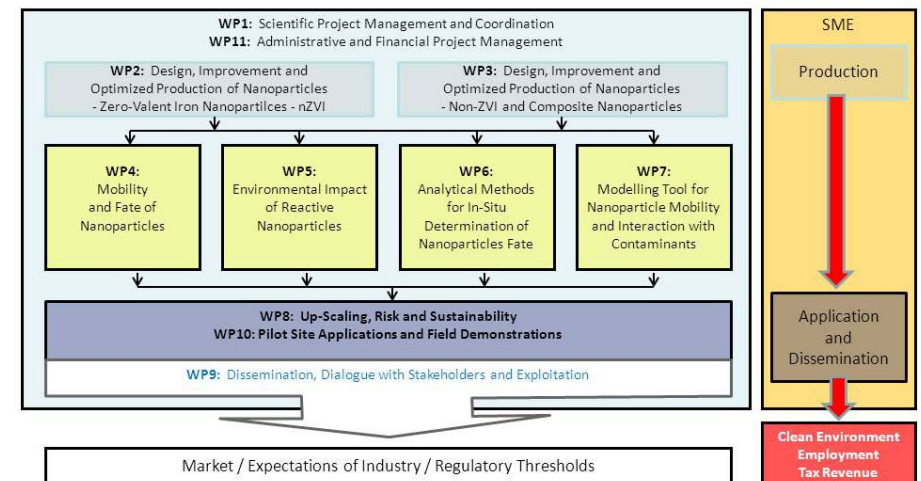 WP1: Scientific Project Management and Coordination
WP11: Administrative and Financial Project Management
WP2: Design, Improvement and
Optimized Production of Nanoparticles
- Zero-Valent Iron Nanopartilces - nZVI
WP3: Design, Improvement and
Optimized Production of Nanoparticles
- Non-ZVI and Composite Nanoparticles
WP4:
Mobility
and Fate of
Nanoparticles
WP5:
Environmental Impact
of Reactive
Nanoparticles
WP6:
Analytical Methods
for In-Situ
Determination of
Nanoparticles Fate
WP7:
Modelling Tool for
Nanoparticle Mobility
and Interaction with
Contaminants
WP8: Up-Scaling, Risk and Sustainability
WP10: Pilot Site Applications and Field Demonstrations
WP9: Dissemination, Dialogue with Stakeholders and Exploitation
Market / Expectations of Industry / Regulatory Thresholds
SME
Production
Application
and
Dissemination
Clean Environment
Employment
Tax Revenue